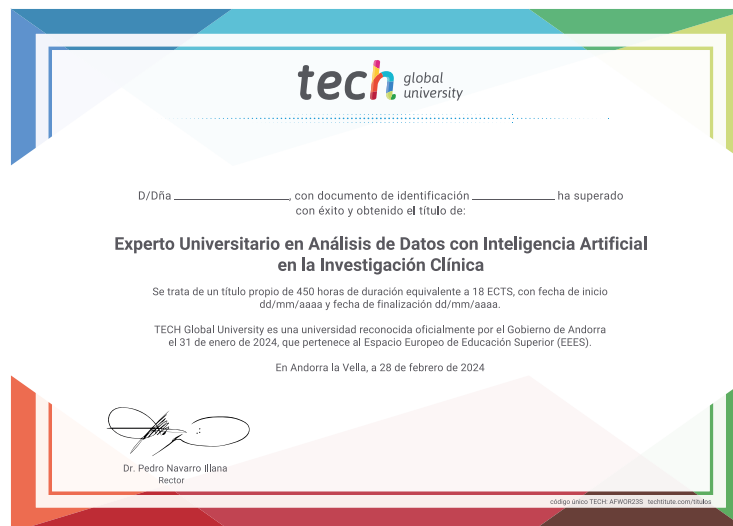 tech global
university
D/Dña ____________________, con documento de identificación ______________ ha superado
con éxito y obtenido el título de:
Experto Universitario en Análisis de Datos con Inteligencia Artificial
en la Investigación Clínica
Se trata de un título propio de 450 horas de duración equivalente a 18 ECTS, con fecha de inicio
dd/mm/aaaa y fecha de finalización dd/mm/aaaa.
TECH Global University es una universidad reconocida oficialmente por el Gobierno de Andorra
el 31 de enero de 2024, que pertenece al Espacio Europeo de Educación Superior (EEES).
En Andorra la Vella, a 28 de febrero de 2024
Dr. Pedro Navarro Illana
Rector
código único TECH: AFWOR23S techtitute.com/titulos